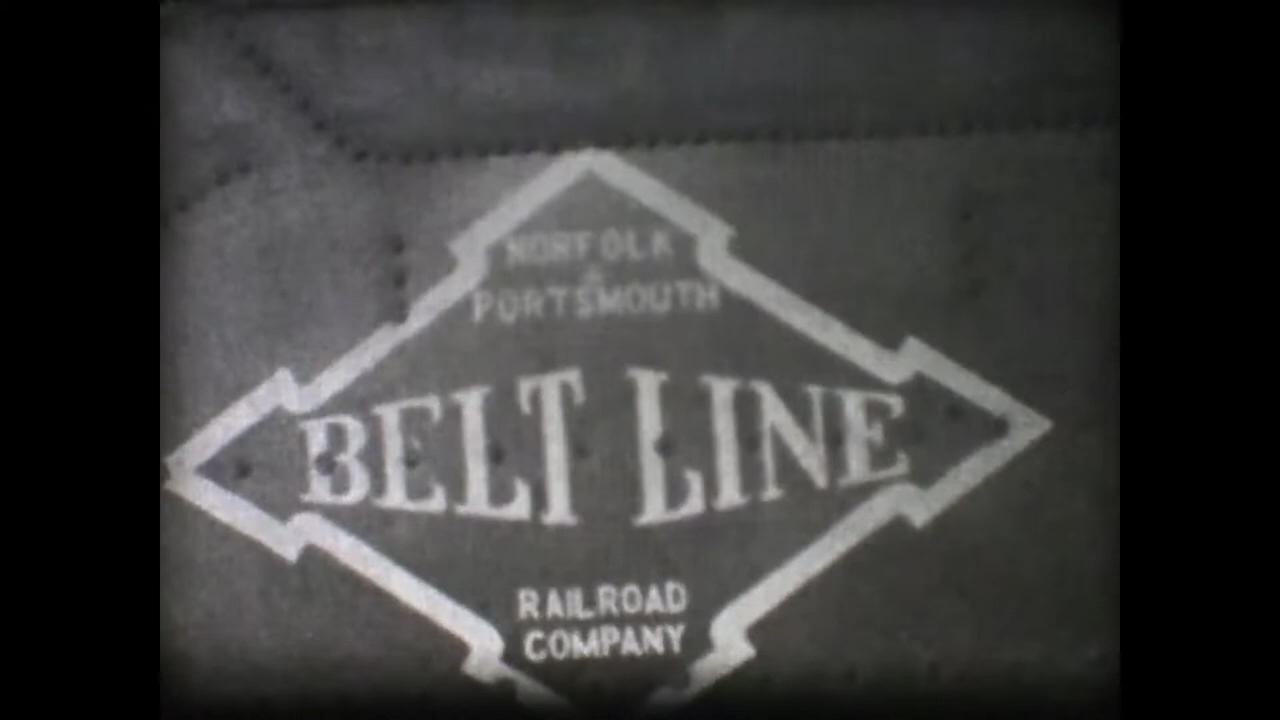 NORFOLK
&
PORTSMOUTH
BELT LINE
RAILROAD
COMPANY